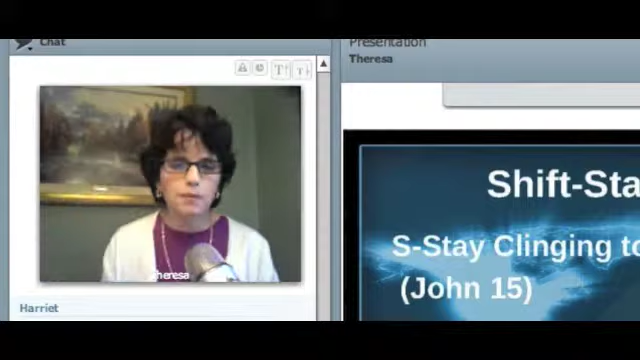 Chat
Presentation
Theresa
Shift-Sta
S-Stay Clinging to
(John 15)
Theresa
Harriet